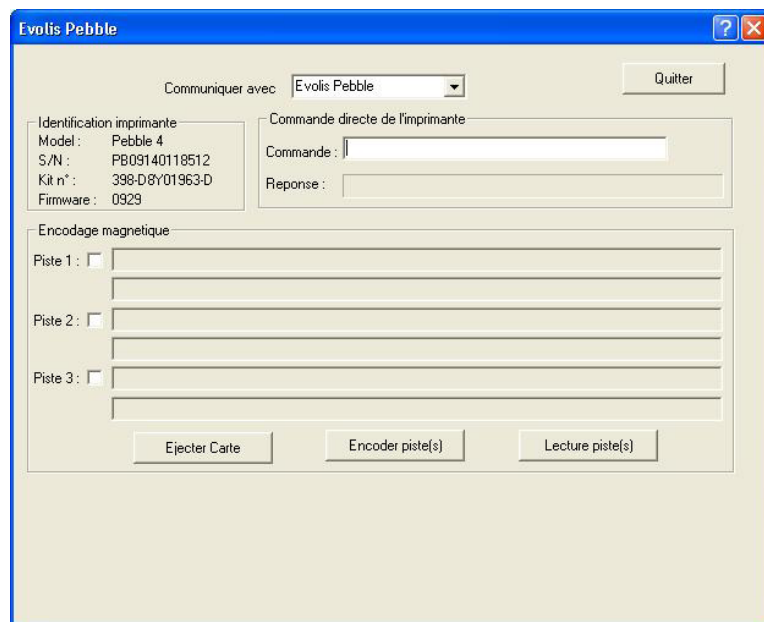 Evolis Pebble
Communiquer avec Evolis Pebble
Quitter
Identification imprimante
Model : Pebble 4
S/N : PB09140118512
Kit n° : 398-D8Y01963-D
Firmware : 0929
Commande directe de l'imprimante
Commande :
Reponse :
Encodage magnetique
Piste 1 :
Piste 2 :
Piste 3 :
Ejecter Carte
Encoder piste(s)
Lecture piste(s)